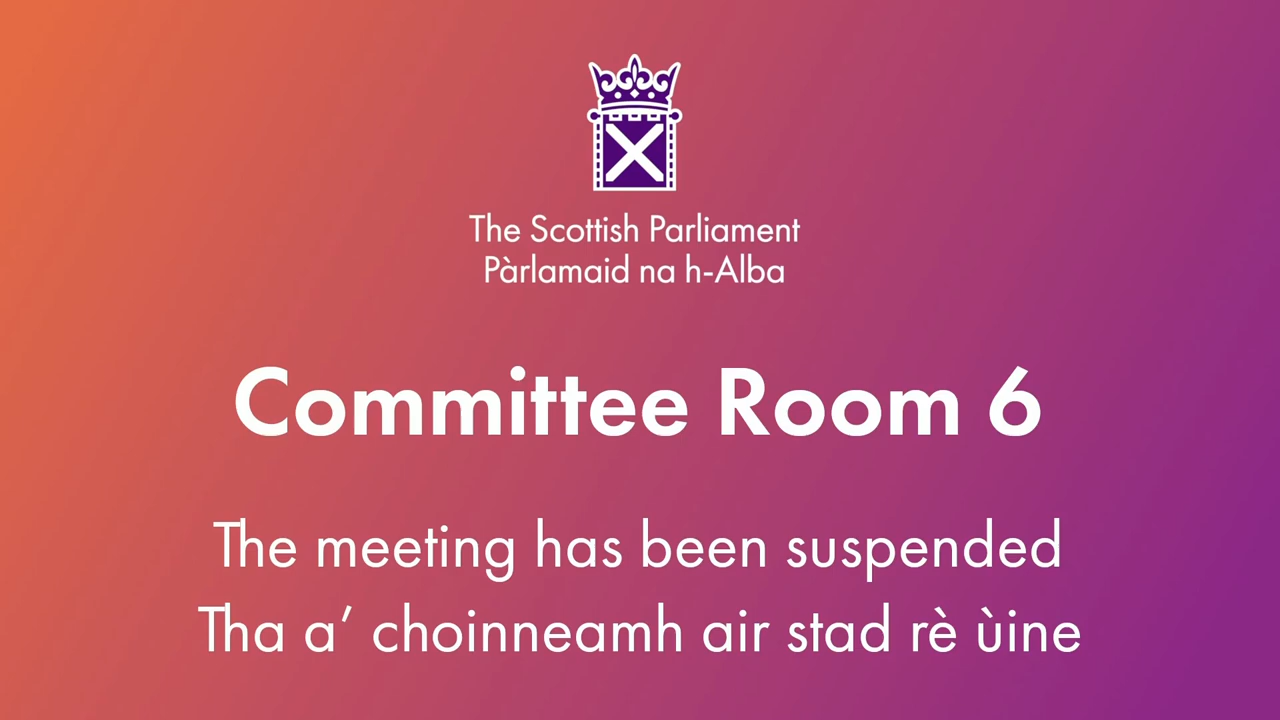 The Scottish Parliament
Pàrlamaid na h-Alba
Committee Room 6
The meeting has been suspended
Tha a’ choinneamh air stad rè ùine